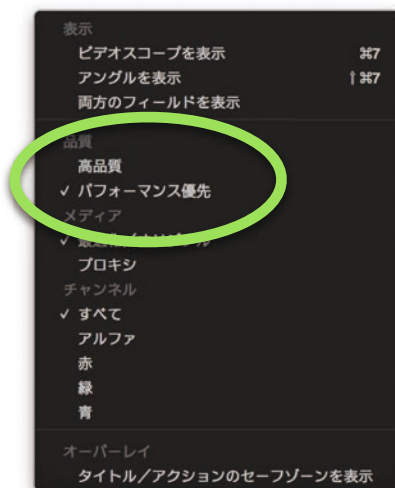 表示
ビデオスコープを表示 ⌘7
アングルを表示 ⇧⌘7
両方のフィールドを表示
品質
高品質
✓ パフォーマンス優先
メディア
プロキシ
チャンネル
✓ すべて
アルファ
赤
緑
青
オーバーレイ
タイトル／アクションのセーフゾーンを表示